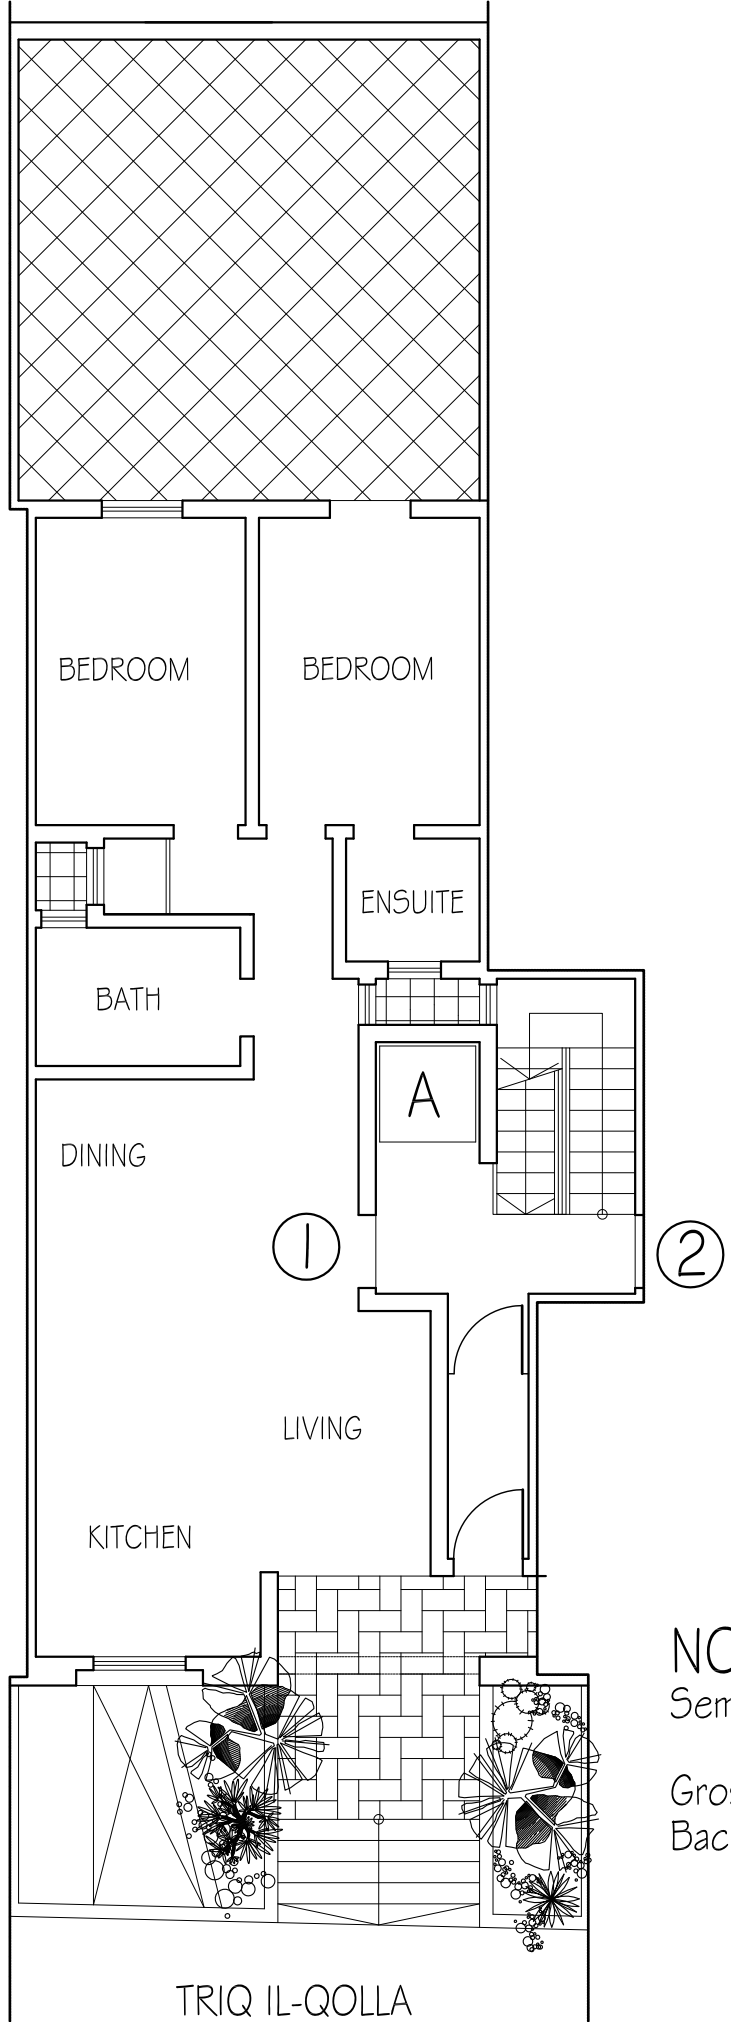 BEDROOM BEDROOM
ENSUITE
BATH
A
DINING
1 2
LIVING
KITCHEN
TRIQ IL-QOLLA